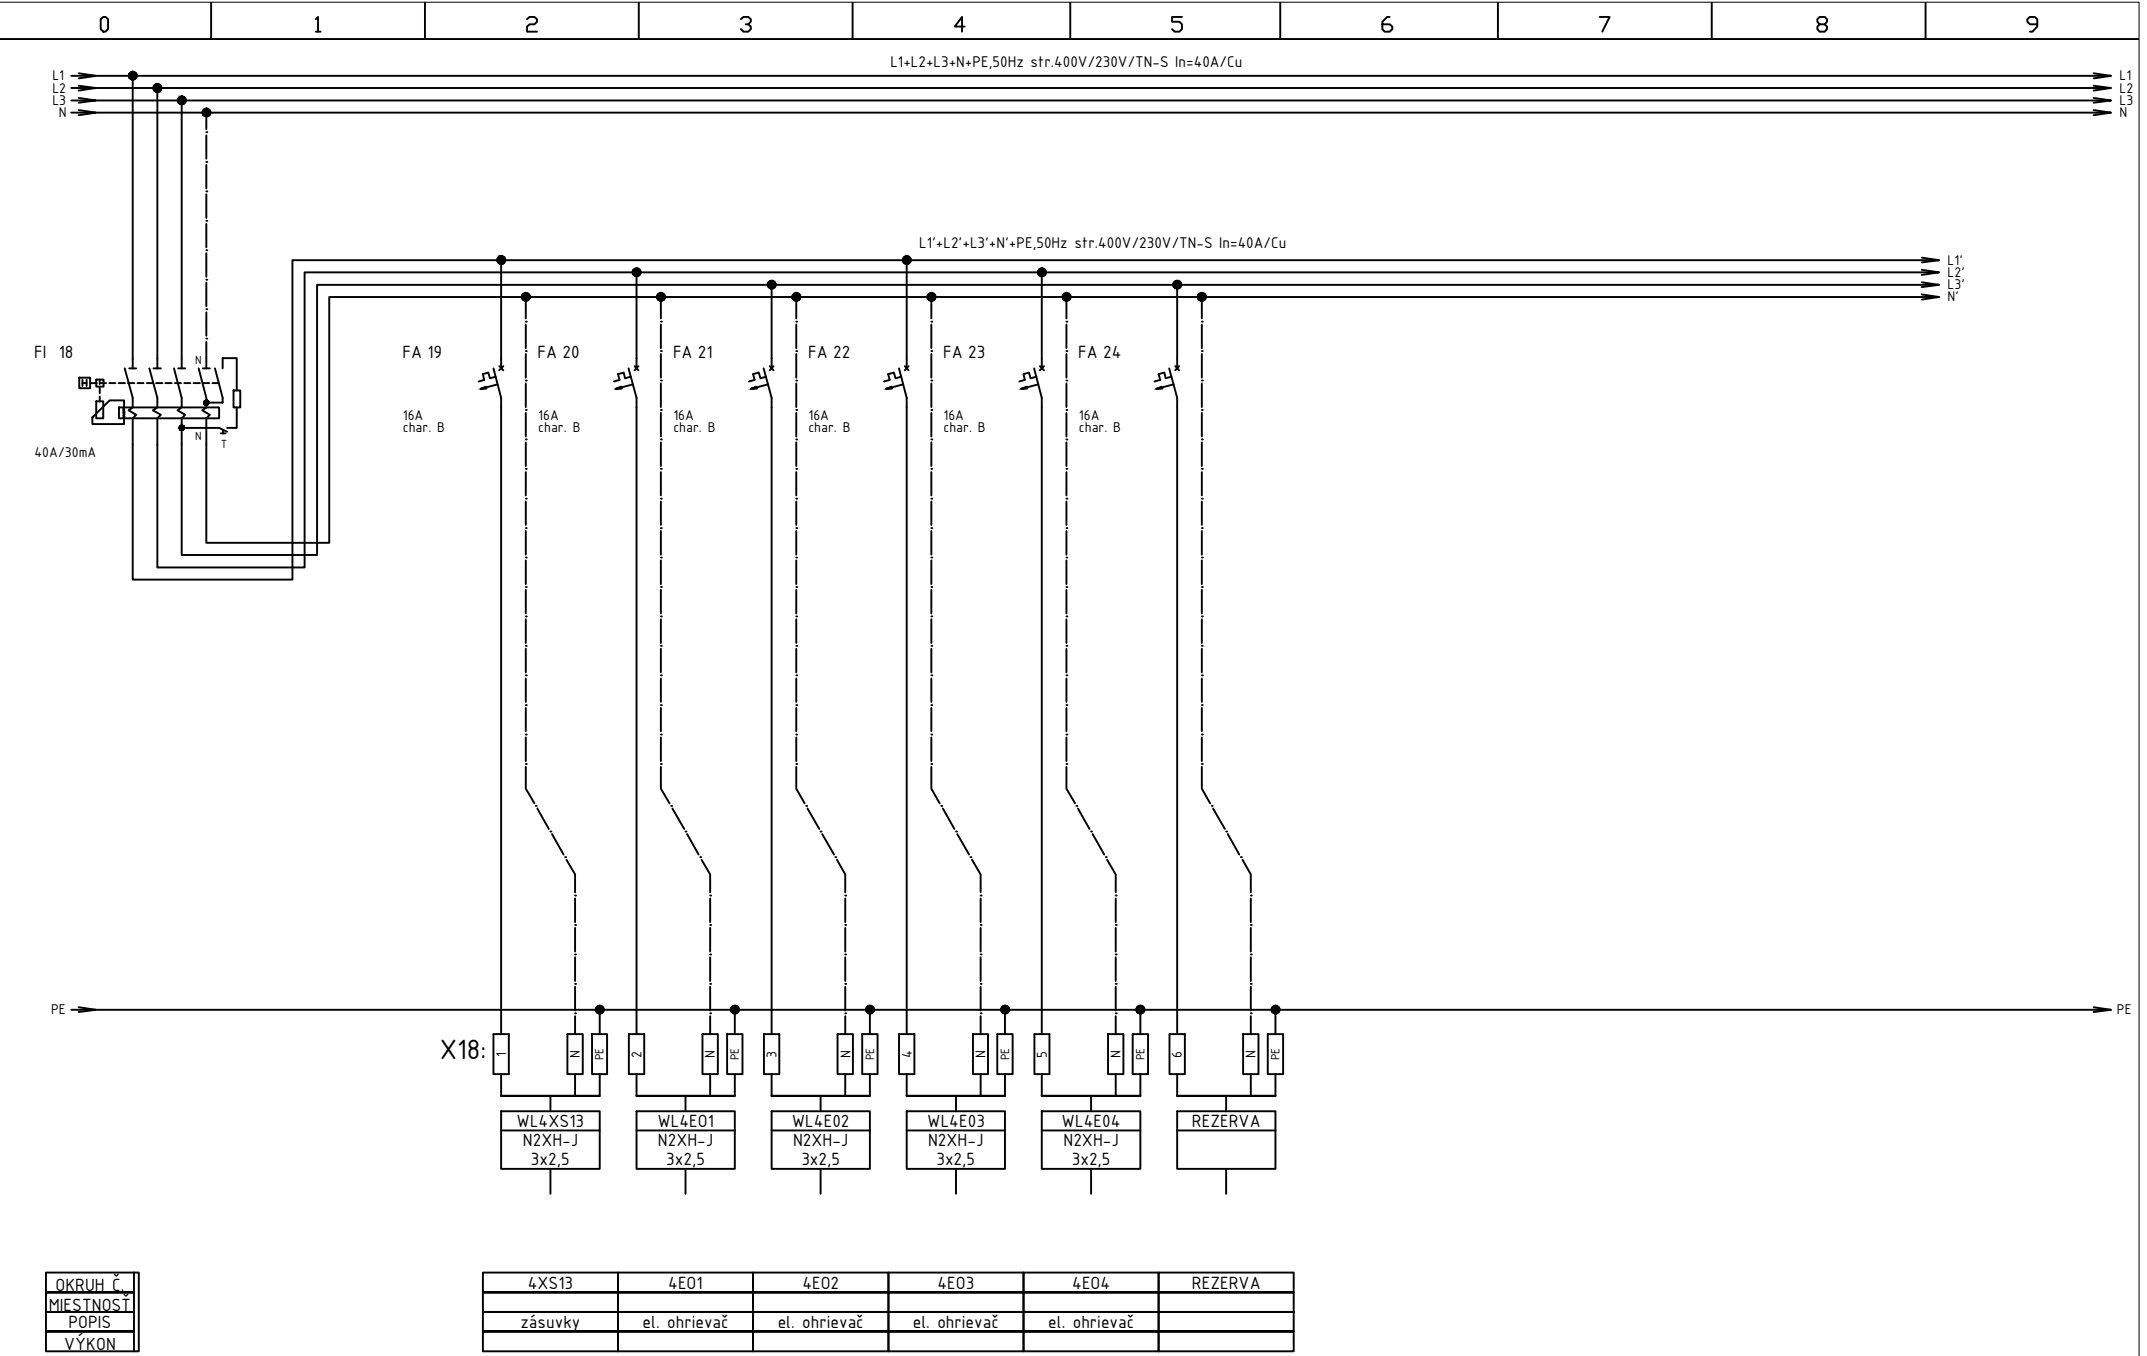 0 1 2 3 4 5 6 7 8 9
L1+L2+L3+N+PE,50Hz str.400V/230V/TN-S In=40A/Cu
L1 L1
L2 L2
L3 L3
N N
L1'+L2'+L3'+N'+PE,50Hz str.400V/230V/TN-S In=40A/Cu
L1'
L2'
L3'
N'
FI 18 N FA 19 FA 20 FA 21 FA 22 FA 23 FA 24
H
16A 16A 16A 16A 16A 16A
char. B char. B char. B char. B char. B char. B
N T
40A/30mA
PE PE
X18: 1 N PE 2 N PE 3 N PE 4 N PE 5 N PE 6 N PE
WL4XS13 WL4EO1 WL4E02 WL4E03 WL4E04 REZERVA
N2XH-J N2XH-J N2XH-J N2XH-J N2XH-J
3x2,5 3x2,5 3x2,5 3x2,5 3x2,5
OKRUH Č. 4XS13 4EO1 4EO2 4EO3 4EO4 REZERVA
MIESTNOSŤ
POPIS zásuvky el. ohrievač el. ohrievač el. ohrievač el. ohrievač
VÝKON